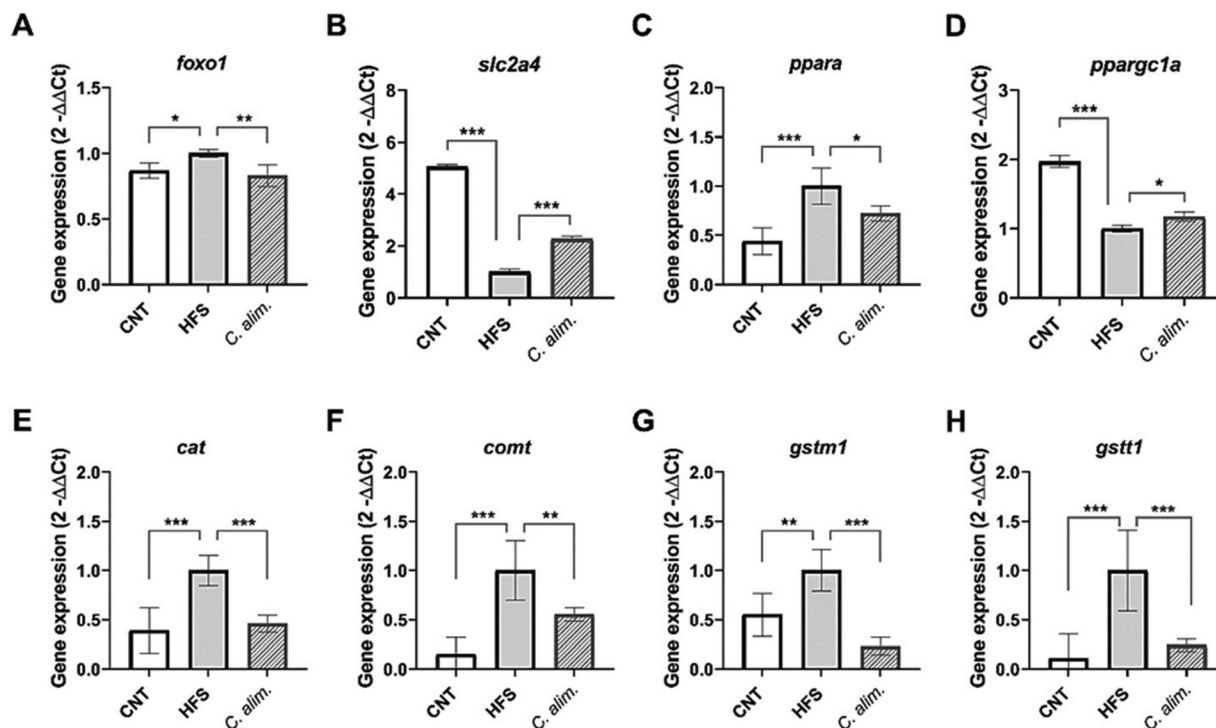 A
foxo1
Gene expression (2 -ΔΔCt)
1.5
1.0
0.5
0.0
* **
CNT
HFS
C. alim.
B
slc2a4
Gene expression (2 -ΔΔCt)
8
6
4
2
0
***
***
CNT
HFS
C. alim.
C
ppara
Gene expression (2 -ΔΔCt)
2.0
1.5
1.0
0.5
0.0
*** *
CNT
HFS
C. alim.
D
ppargc1a
Gene expression (2 -ΔΔCt)
3
2
1
0
***
*
CNT
HFS
C. alim.
E
cat
Gene expression (2 -ΔΔCt)
2.0
1.5
1.0
0.5
0.0
*** ***
CNT
HFS
C. alim.
F
comt
Gene expression (2 -ΔΔCt)
2.0
1.5
1.0
0.5
0.0
*** **
CNT
HFS
C. alim.
G
gstm1
Gene expression (2 -ΔΔCt)
2.0
1.5
1.0
0.5
0.0
** ***
CNT
HFS
C. alim.
H
gstt1
Gene expression (2 -ΔΔCt)
2.0
1.5
1.0
0.5
0.0
*** ***
CNT
HFS
C. alim.